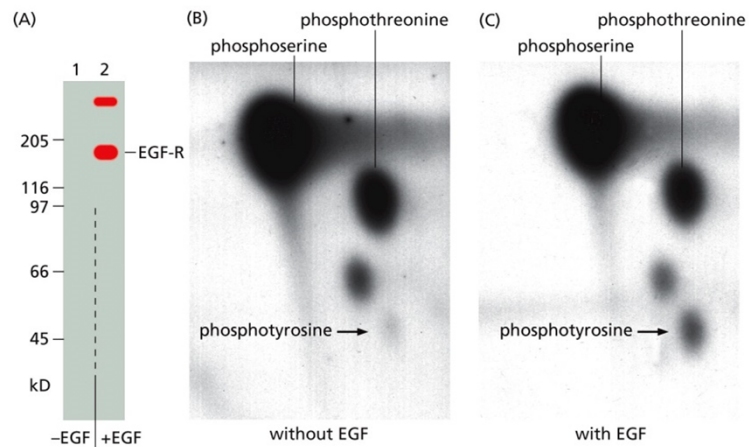 (A)
1 2
205
EGF-R
116
97
66
45
kD
–EGF +EGF
(B)
phosphothreonine
phosphoserine
phosphotyrosine
without EGF
(C)
phosphothreonine
phosphoserine
phosphotyrosine
with EGF